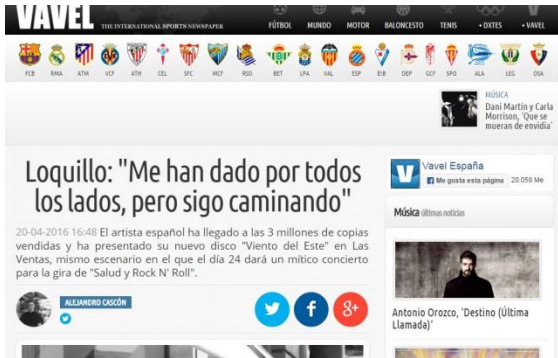 VAVEL
THE INTERNATIONAL SPORTS NEWSPAPER
FÚTBOL MUNDO MOTOR BALONCESTO TENIS +DXTES +VAVEL
FCB RMA ATM VCF ATH CEL SFC MCF RSO BET LPA VAL ESP EIB DEP GCF SPO ALA LEG OSA
MÚSICA
Dani Martín y Carla
Morrison, 'Que se
mueran de envidia'
Loquillo: "Me han dado por todos
los lados, pero sigo caminando"
20-04-2016 16:48 El artista español ha llegado a las 3 millones de copias
vendidas y ha presentado su nuevo disco "Viento del Este" en Las
Ventas, mismo escenario en el que el día 24 dará un mítico concierto
para la gira de "Salud y Rock N' Roll".
ALEJANDRO CASCÓN
8+
Vavel España
Me gusta esta página 20.058 Me
Música últimas noticias
Antonio Orozco, 'Destino (Última
Llamada)'